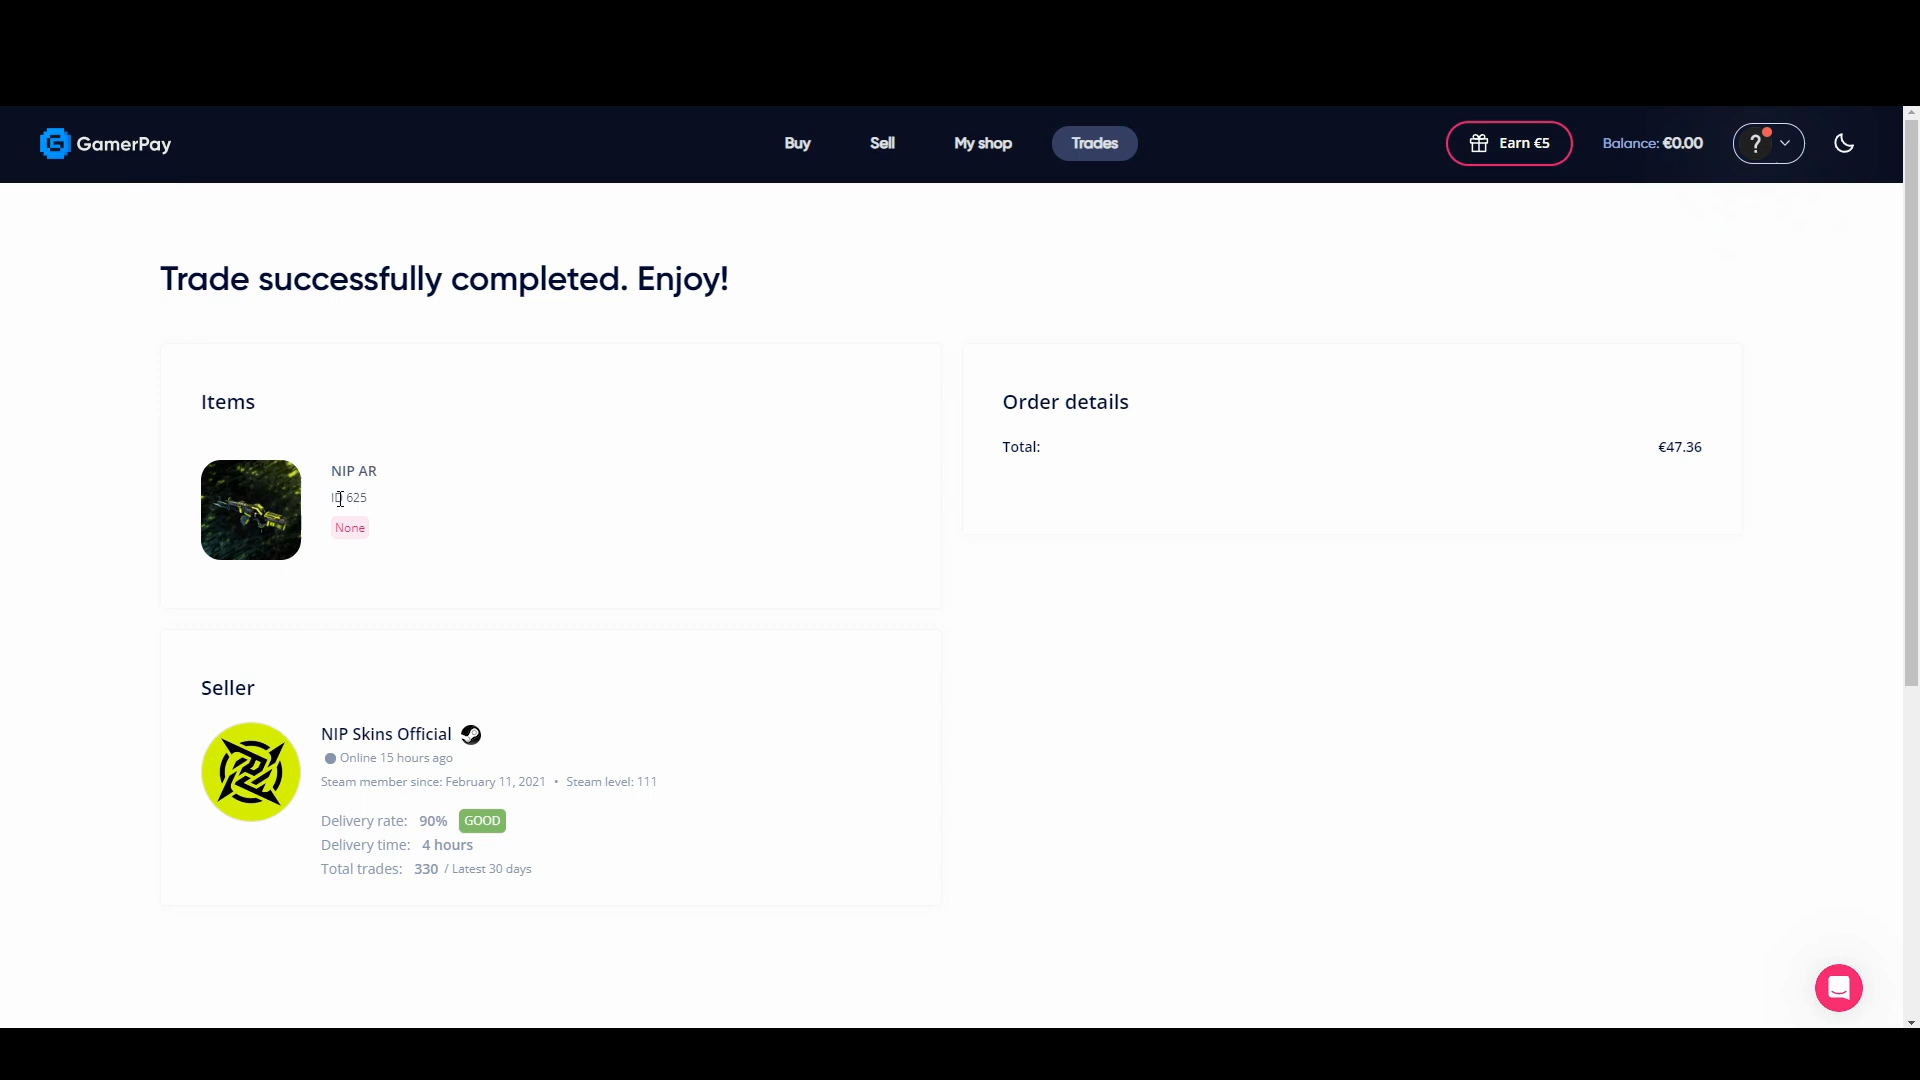 GamerPay
Buy
Sell
My shop
Trades
Earn €5
Balance: €0.00
?
Trade successfully completed. Enjoy!
Items
NIP AR
ID 625
None
Order details
Total: €47.36
Seller
NIP Skins Official
Online 15 hours ago
Steam member since: February 11, 2021 • Steam level: 111
Delivery rate: 90% GOOD
Delivery time: 4 hours
Total trades: 330 / Latest 30 days